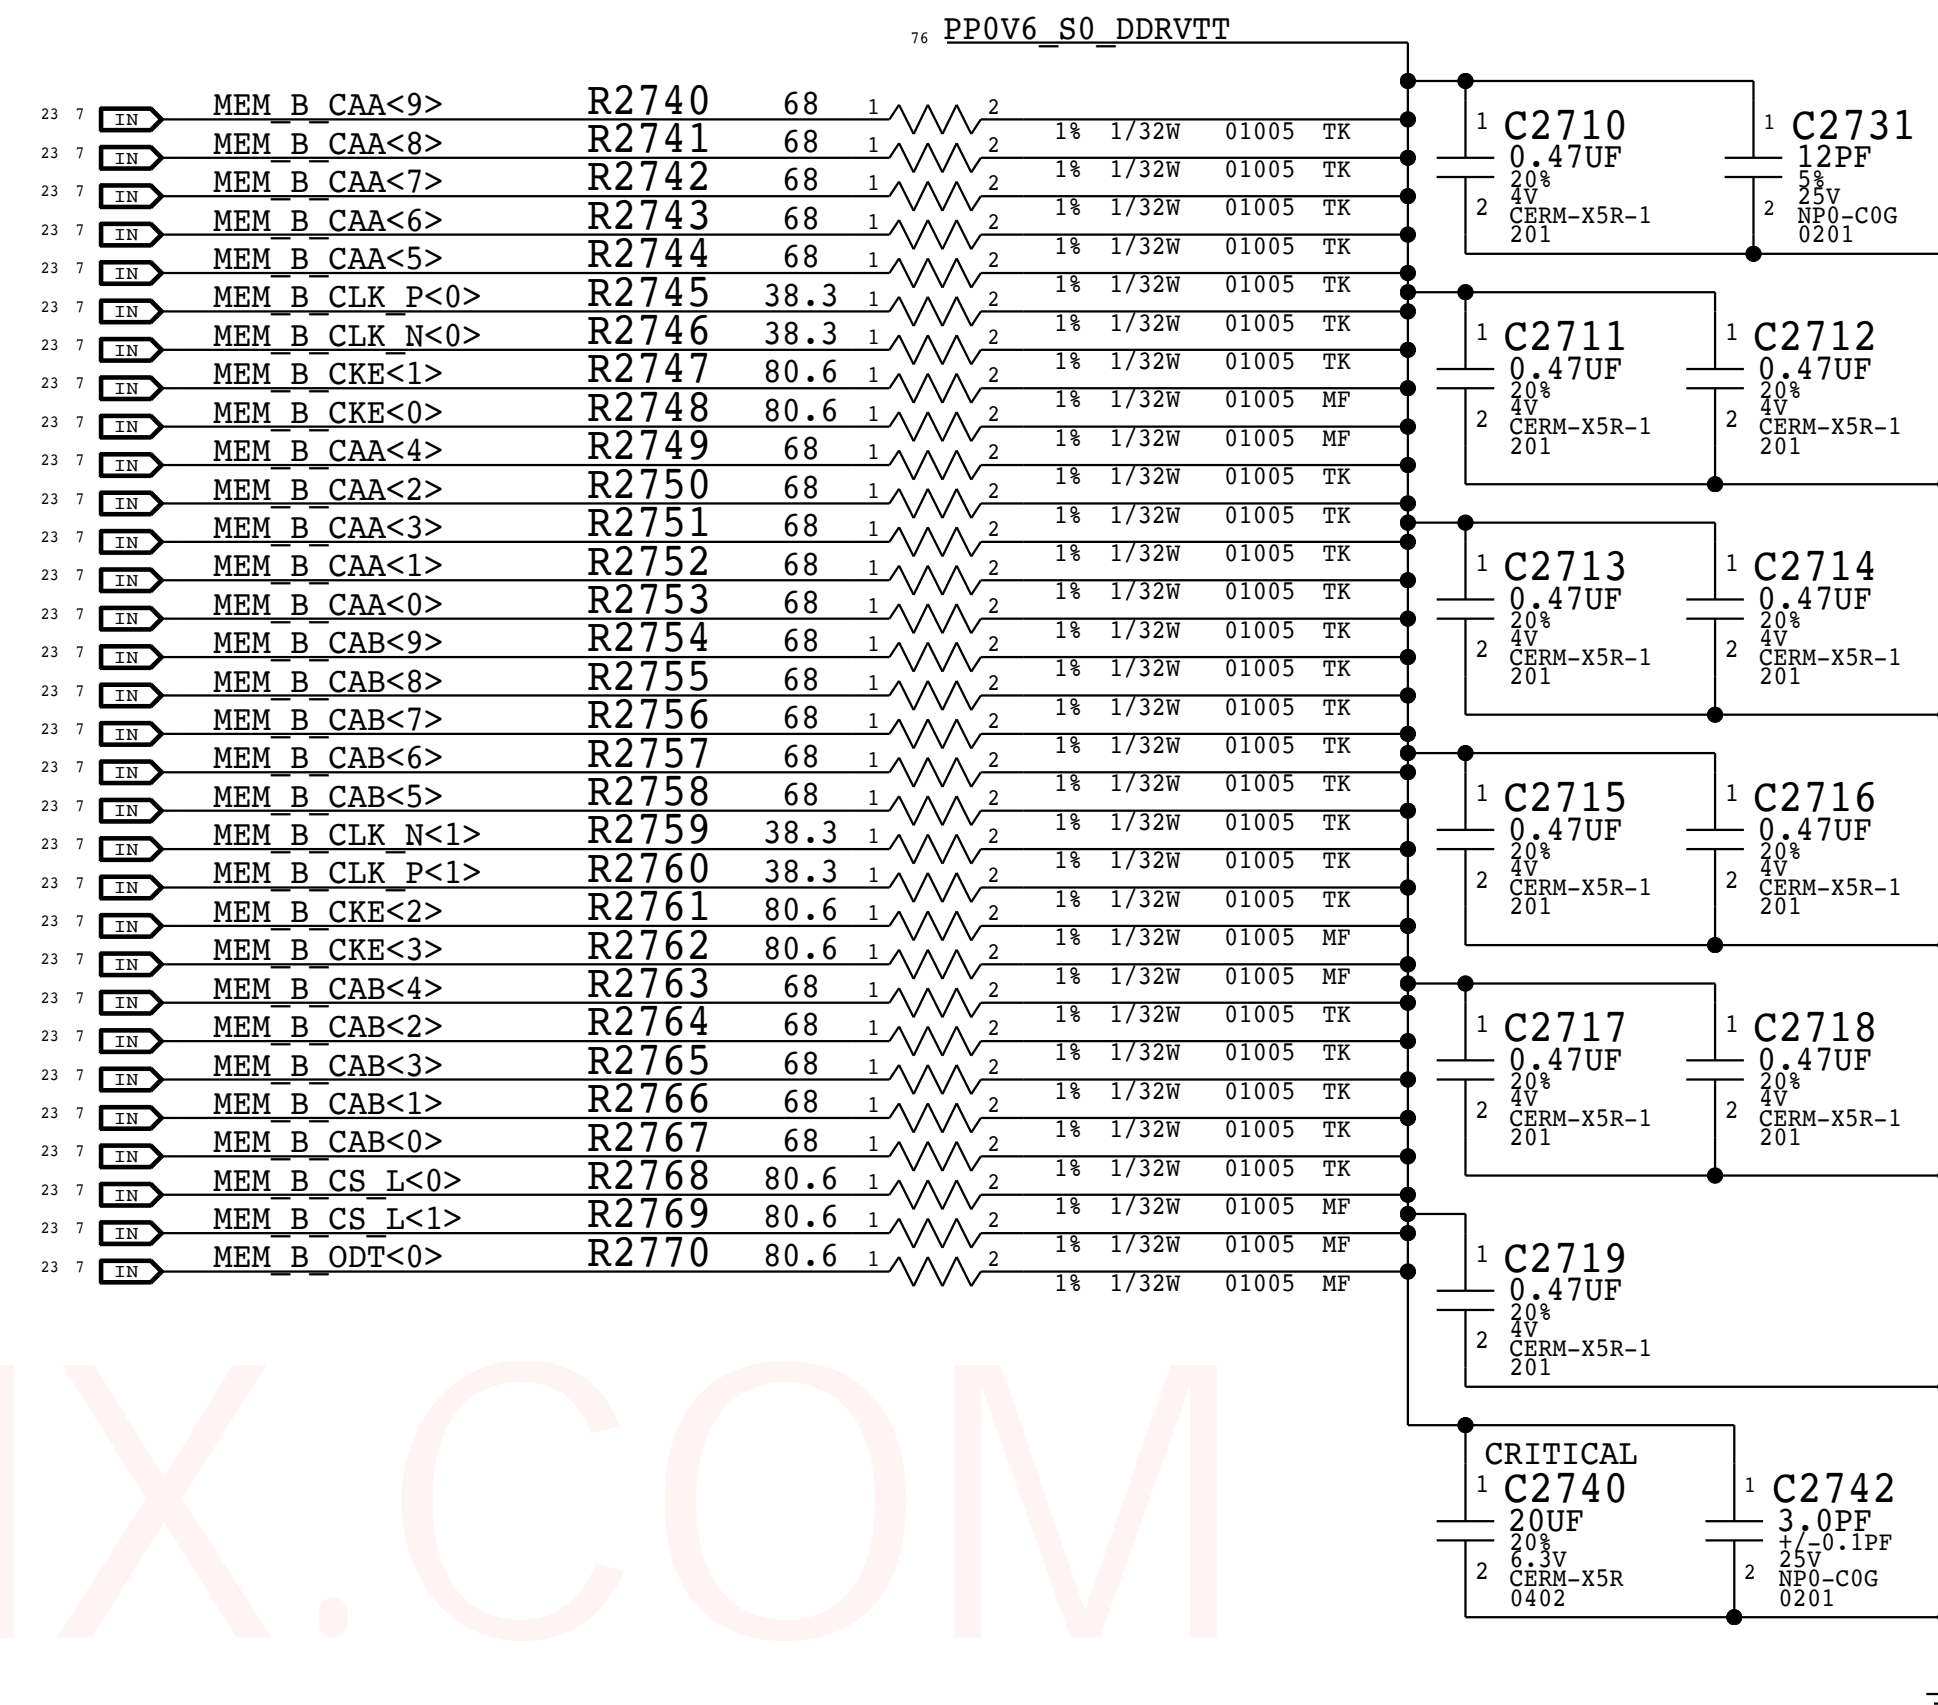 76 PP0V6_S0_DDRVTT
23 7 IN MEM_B_CAA<9> R2740 68 1 2 1% 1/32W 01005 TK
23 7 IN MEM_B_CAA<8> R2741 68 1 2 1% 1/32W 01005 TK
23 7 IN MEM_B_CAA<7> R2742 68 1 2 1% 1/32W 01005 TK
23 7 IN MEM_B_CAA<6> R2743 68 1 2 1% 1/32W 01005 TK
23 7 IN MEM_B_CAA<5> R2744 68 1 2 1% 1/32W 01005 TK
23 7 IN MEM_B_CLK_P<0> R2745 38.3 1 2 1% 1/32W 01005 TK
23 7 IN MEM_B_CLK_N<0> R2746 38.3 1 2 1% 1/32W 01005 TK
23 7 IN MEM_B_CKE<1> R2747 80.6 1 2 1% 1/32W 01005 MF
23 7 IN MEM_B_CKE<0> R2748 80.6 1 2 1% 1/32W 01005 MF
23 7 IN MEM_B_CAA<4> R2749 68 1 2 1% 1/32W 01005 TK
23 7 IN MEM_B_CAA<2> R2750 68 1 2 1% 1/32W 01005 TK
23 7 IN MEM_B_CAA<3> R2751 68 1 2 1% 1/32W 01005 TK
23 7 IN MEM_B_CAA<1> R2752 68 1 2 1% 1/32W 01005 TK
23 7 IN MEM_B_CAA<0> R2753 68 1 2 1% 1/32W 01005 TK
23 7 IN MEM_B_CAB<9> R2754 68 1 2 1% 1/32W 01005 TK
23 7 IN MEM_B_CAB<8> R2755 68 1 2 1% 1/32W 01005 TK
23 7 IN MEM_B_CAB<7> R2756 68 1 2 1% 1/32W 01005 TK
23 7 IN MEM_B_CAB<6> R2757 68 1 2 1% 1/32W 01005 TK
23 7 IN MEM_B_CAB<5> R2758 68 1 2 1% 1/32W 01005 TK
23 7 IN MEM_B_CLK_N<1> R2759 38.3 1 2 1% 1/32W 01005 TK
23 7 IN MEM_B_CLK_P<1> R2760 38.3 1 2 1% 1/32W 01005 TK
23 7 IN MEM_B_CKE<2> R2761 80.6 1 2 1% 1/32W 01005 MF
23 7 IN MEM_B_CKE<3> R2762 80.6 1 2 1% 1/32W 01005 MF
23 7 IN MEM_B_CAB<4> R2763 68 1 2 1% 1/32W 01005 TK
23 7 IN MEM_B_CAB<2> R2764 68 1 2 1% 1/32W 01005 TK
23 7 IN MEM_B_CAB<3> R2765 68 1 2 1% 1/32W 01005 TK
23 7 IN MEM_B_CAB<1> R2766 68 1 2 1% 1/32W 01005 TK
23 7 IN MEM_B_CAB<0> R2767 68 1 2 1% 1/32W 01005 TK
23 7 IN MEM_B_CS_L<0> R2768 80.6 1 2 1% 1/32W 01005 MF
23 7 IN MEM_B_CS_L<1> R2769 80.6 1 2 1% 1/32W 01005 MF
23 7 IN MEM_B_ODT<0> R2770 80.6 1 2 1% 1/32W 01005 MF
1 C2710
0.47UF
20%
4V
2 CERM-X5R-1
201
1 C2731
12PF
5%
25V
2 NP0-C0G
0201
1 C2711
0.47UF
20%
4V
2 CERM-X5R-1
201
1 C2712
0.47UF
20%
4V
2 CERM-X5R-1
201
1 C2713
0.47UF
20%
4V
2 CERM-X5R-1
201
1 C2714
0.47UF
20%
4V
2 CERM-X5R-1
201
1 C2715
0.47UF
20%
4V
2 CERM-X5R-1
201
1 C2716
0.47UF
20%
4V
2 CERM-X5R-1
201
1 C2717
0.47UF
20%
4V
2 CERM-X5R-1
201
1 C2718
0.47UF
20%
4V
2 CERM-X5R-1
201
1 C2719
0.47UF
20%
4V
2 CERM-X5R-1
201
CRITICAL
1 C2740
20UF
20%
6.3V
2 CERM-X5R
0402
1 C2742
3.0PF
+/-0.1PF
25V
2 NP0-C0G
0201
X.COM